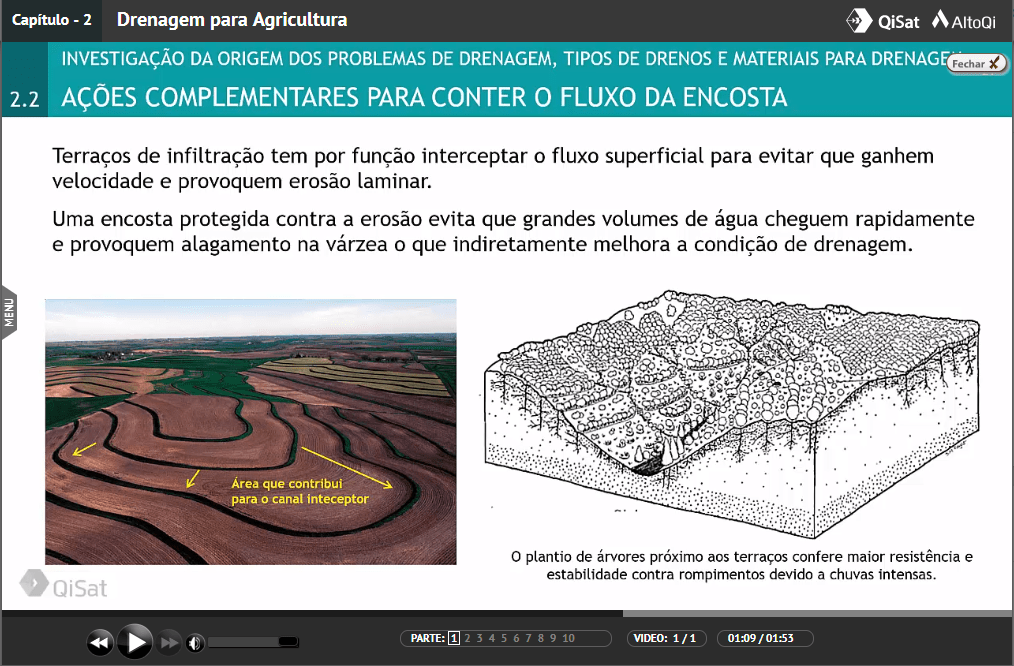 Capítulo - 2
Drenagem para Agricultura
QiSat
AltoQi
INVESTIGAÇÃO DA ORIGEM DOS PROBLEMAS DE DRENAGEM, TIPOS DE DRENOS E MATERIAIS PARA DRENAGEM
Fechar
2.2
AÇÕES COMPLEMENTARES PARA CONTER O FLUXO DA ENCOSTA
Terraços de infiltração tem por função interceptar o fluxo superficial para evitar que ganhem
velocidade e provoquem erosão laminar.
Uma encosta protegida contra a erosão evita que grandes volumes de água cheguem rapidamente
e provoquem alagamento na várzea o que indiretamente melhora a condição de drenagem.
MENU
Área que contribui
para o canal inteceptor
O plantio de árvores próximo aos terraços confere maior resistência e
estabilidade contra rompimentos devido a chuvas intensas.
QiSat
PARTE: 1 2 3 4 5 6 7 8 9 10
VIDEO: 1 / 1
01:09 / 01:53